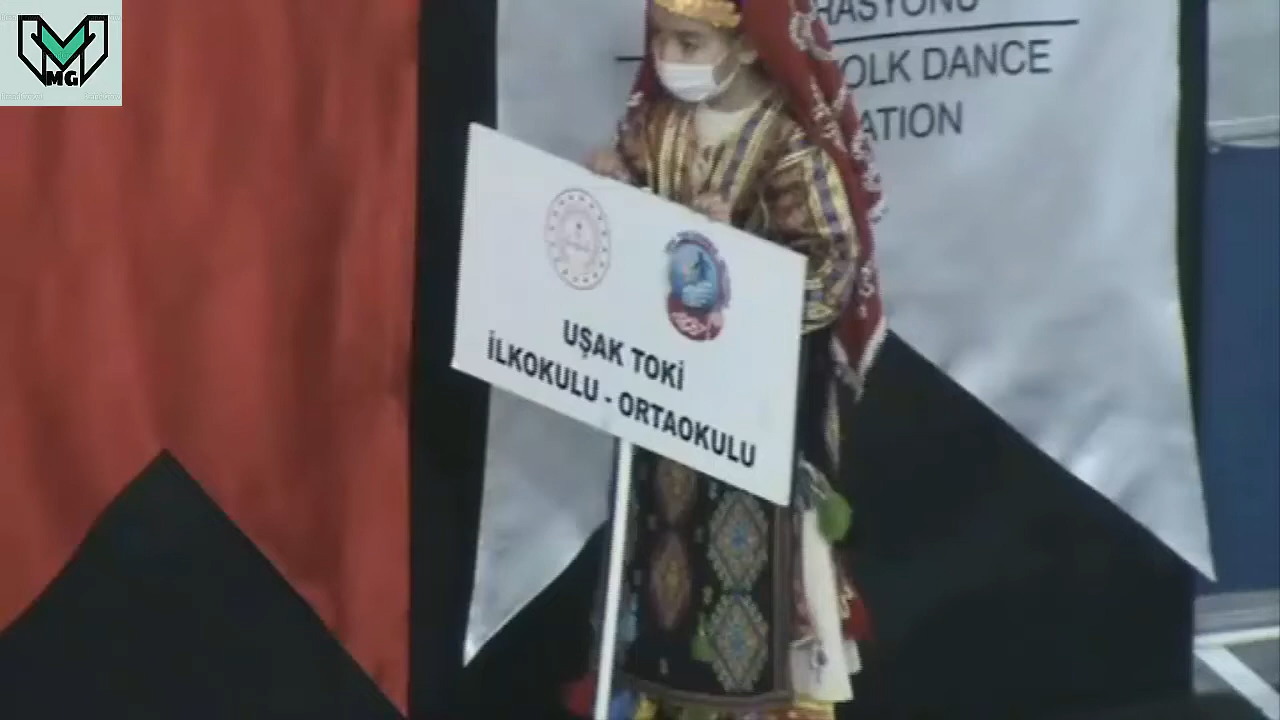 MG
RASYONU
OLK DANCE
ATION
UŞAK TOKİ
İLKOKULU - ORTAOKULU